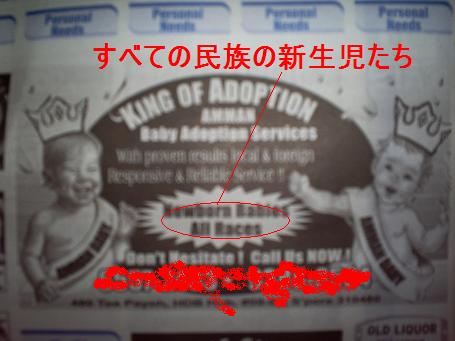 Personal Needs
Personal Needs
Personal Needs
Personal Needs
すべての民族の新生児たち
KING OF ADOPTION
AMMAN
Baby Adoption Services
With proven results local & foreign
Responsive & Reliable Service !
Newborn Babies
All Races
Don't Hesitate ! Call Us NOW !
OLD LIQUOR